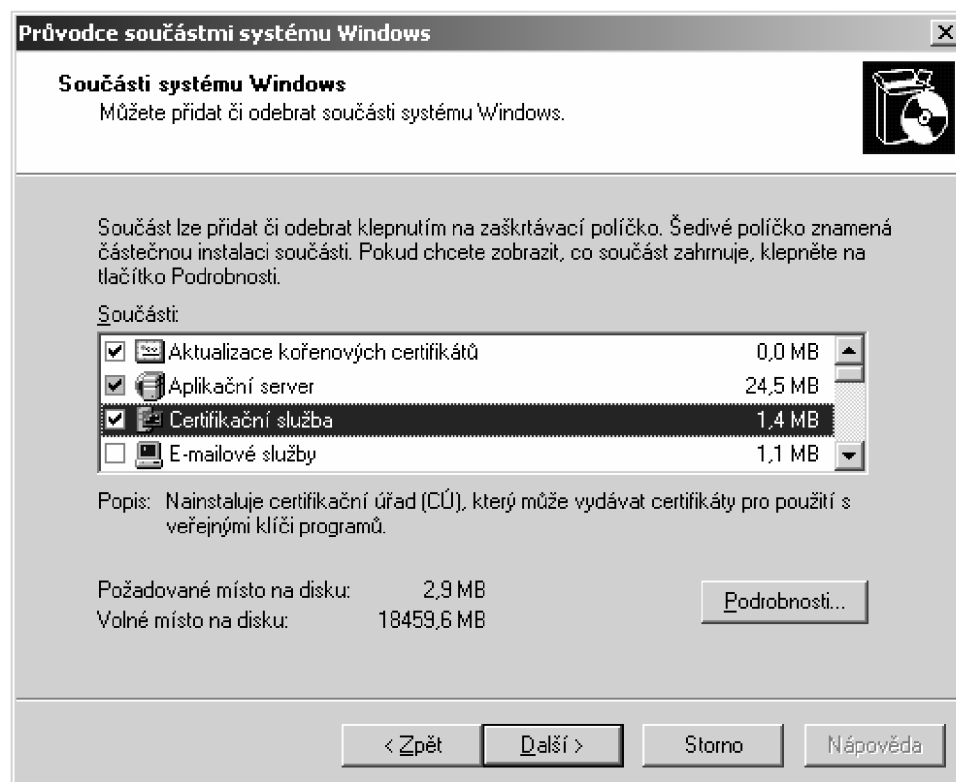 Průvodce součástmi systému Windows
Součásti systému Windows
Můžete přidat či odebrat součásti systému Windows.
Součást lze přidat či odebrat klepnutím na zaškrtávací políčko. Šedivé políčko znamená
částečnou instalaci součásti. Pokud chcete zobrazit, co součást zahrnuje, klepněte na
tlačítko Podrobnosti.
Součásti:
Aktualizace kořenových certifikátů 0,0 MB
Aplikační server 24,5 MB
Certifikační služba 1,4 MB
E-mailové služby 1,1 MB
Popis: Nainstaluje certifikační úřad (CÚ), který může vydávat certifikáty pro použití s
veřejnými klíči programů.
Požadované místo na disku: 2,9 MB
Volné místo na disku: 18459,6 MB
Podrobnosti...
< Zpět Další > Storno Nápověda